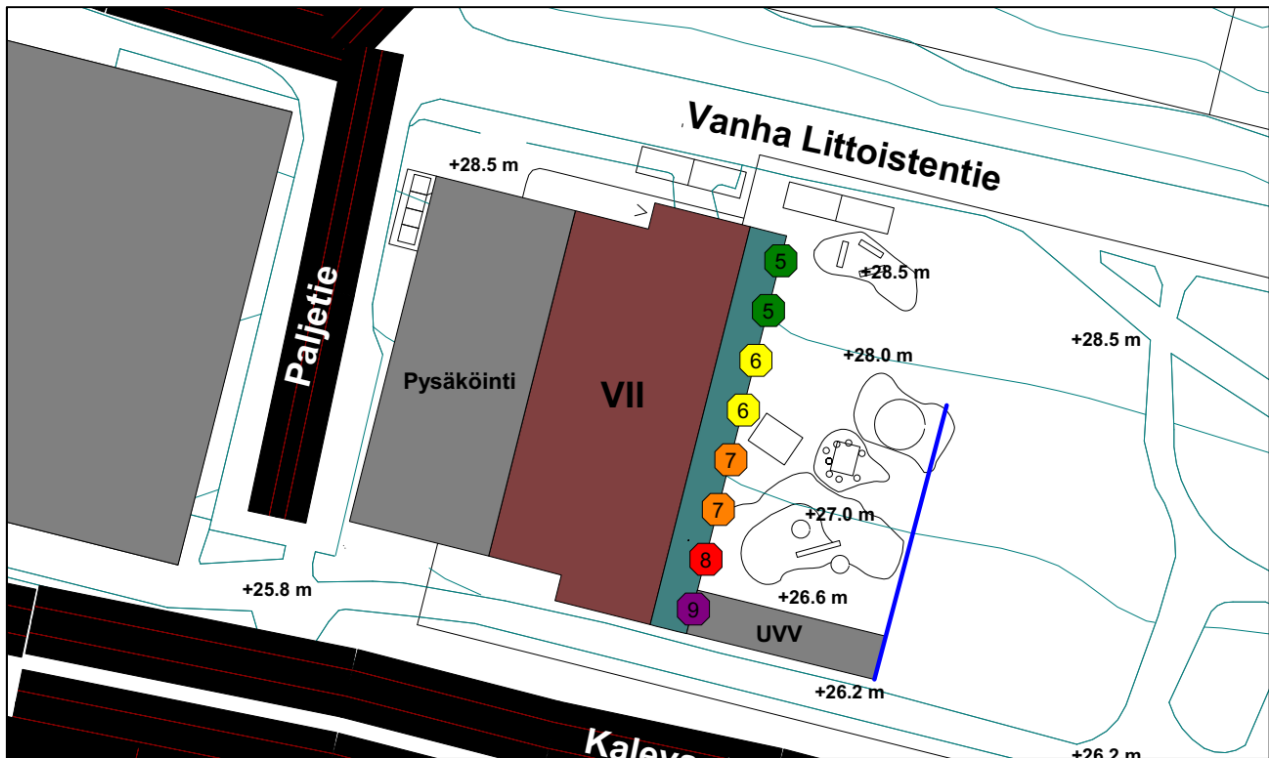 Vanha Littoistentie
+28.5 m
5
+28.5 m
5
+28.5 m
+28.0 m
Paljetie
6
Pysäköinti
VII
6
7
7
+27.0 m
8
+25.8 m
+26.6 m
9
UVV
+26.2 m
+26.2 m